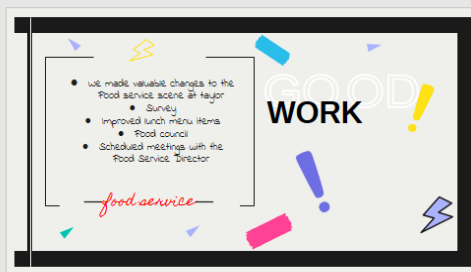 GOOD
WORK
● we made valuable changes to the
food service scene at taylor
● Survey
● Improved lunch menu items
● Food council
● Scheduled meetings with the
Food Service Director
food service